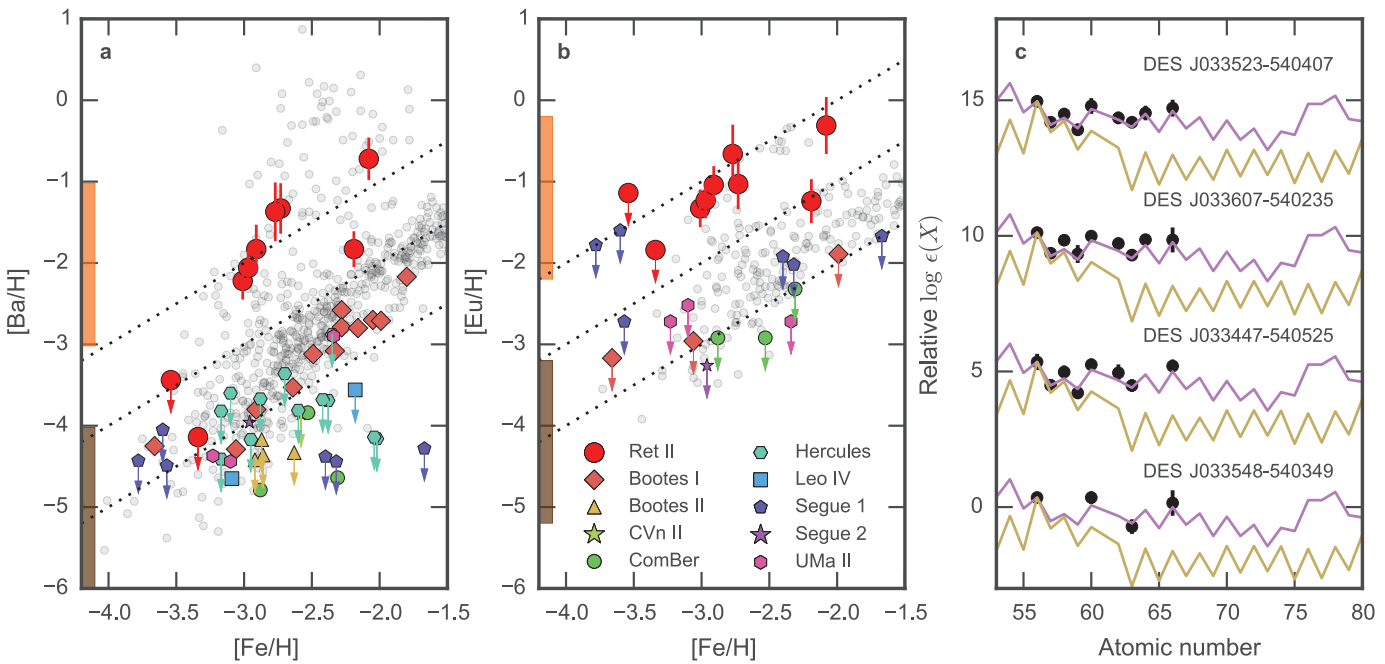 a
[Ba/H]
1
0
−1
−2
−3
−4
−5
−6
−4.0 −3.5 −3.0 −2.5 −2.0 −1.5
[Fe/H]
b
[Eu/H]
1
0
−1
−2
−3
−4
−5
−6
Ret II
Bootes I
Bootes II
CVn II
ComBer
Hercules
Leo IV
Segue 1
Segue 2
UMa II
−4.0 −3.5 −3.0 −2.5 −2.0 −1.5
[Fe/H]
c
Relative log ϵ(X)
15
10
5
0
DES J033523-540407
DES J033607-540235
DES J033447-540525
DES J033548-540349
55 60 65 70 75 80
Atomic number